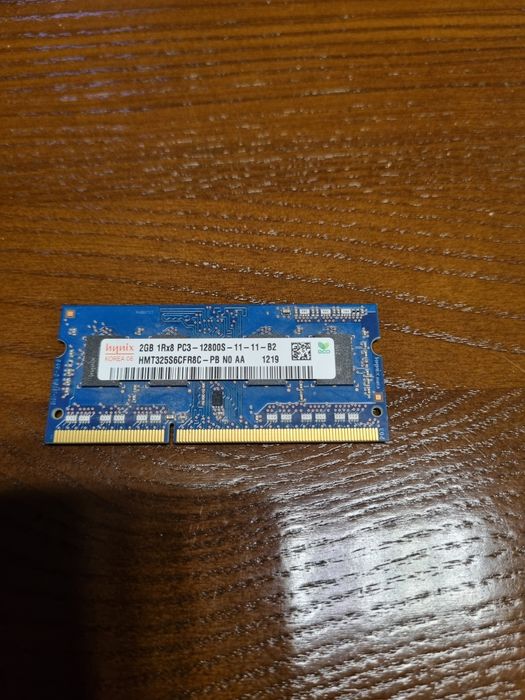 hynix
KOREA 06
2GB 1Rx8 PC3-12800S-11-11-B2
HMT325S6CFR8C-PB N0 AA 1219